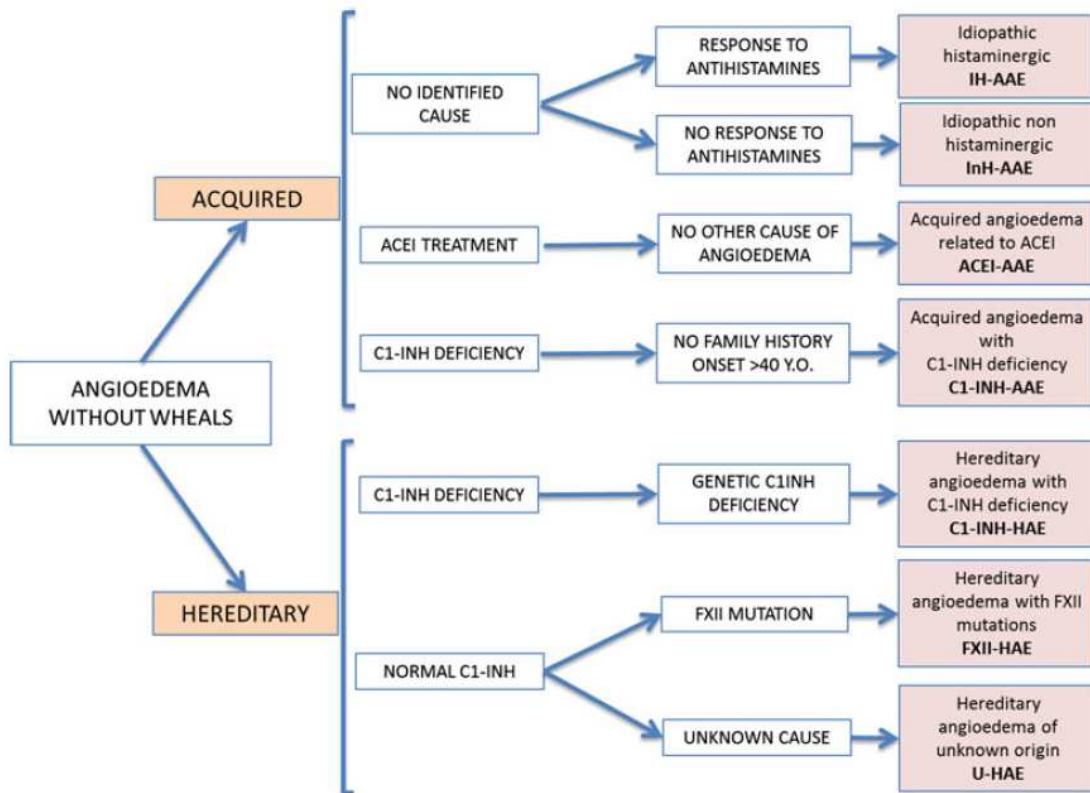 ANGIOEDEMA
WITHOUT WHEALS
ACQUIRED
NO IDENTIFIED
CAUSE
RESPONSE TO
ANTIHISTAMINES
Idiopathic
histaminergic
IH-AAE
NO RESPONSE TO
ANTIHISTAMINES
Idiopathic non
histaminergic
InH-AAE
ACEI TREATMENT
NO OTHER CAUSE OF
ANGIOEDEMA
Acquired angioedema
related to ACEI
ACEI-AAE
C1-INH DEFICIENCY
NO FAMILY HISTORY
ONSET >40 Y.O.
Acquired angioedema
with
C1-INH deficiency
C1-INH-AAE
HEREDITARY
C1-INH DEFICIENCY
GENETIC C1INH
DEFICIENCY
Hereditary
angioedema with
C1-INH deficiency
C1-INH-HAE
NORMAL C1-INH
FXII MUTATION
Hereditary
angioedema with FXII
mutations
FXII-HAE
UNKNOWN CAUSE
Hereditary
angioedema of
unknown origin
U-HAE